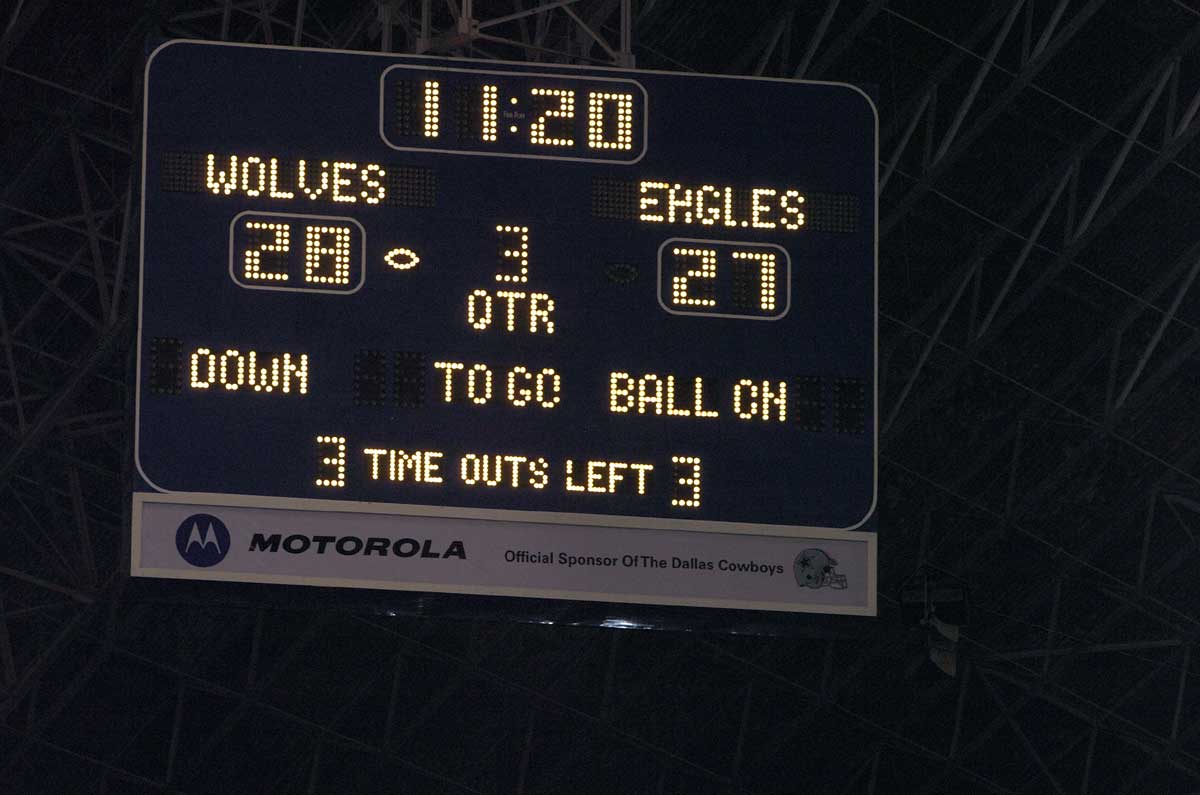 11:20
WOLVES EAGLES
28 3 27
QTR
DOWN TO GO BALL ON
3 TIME OUTS LEFT 3
MOTOROLA Official Sponsor Of The Dallas Cowboys